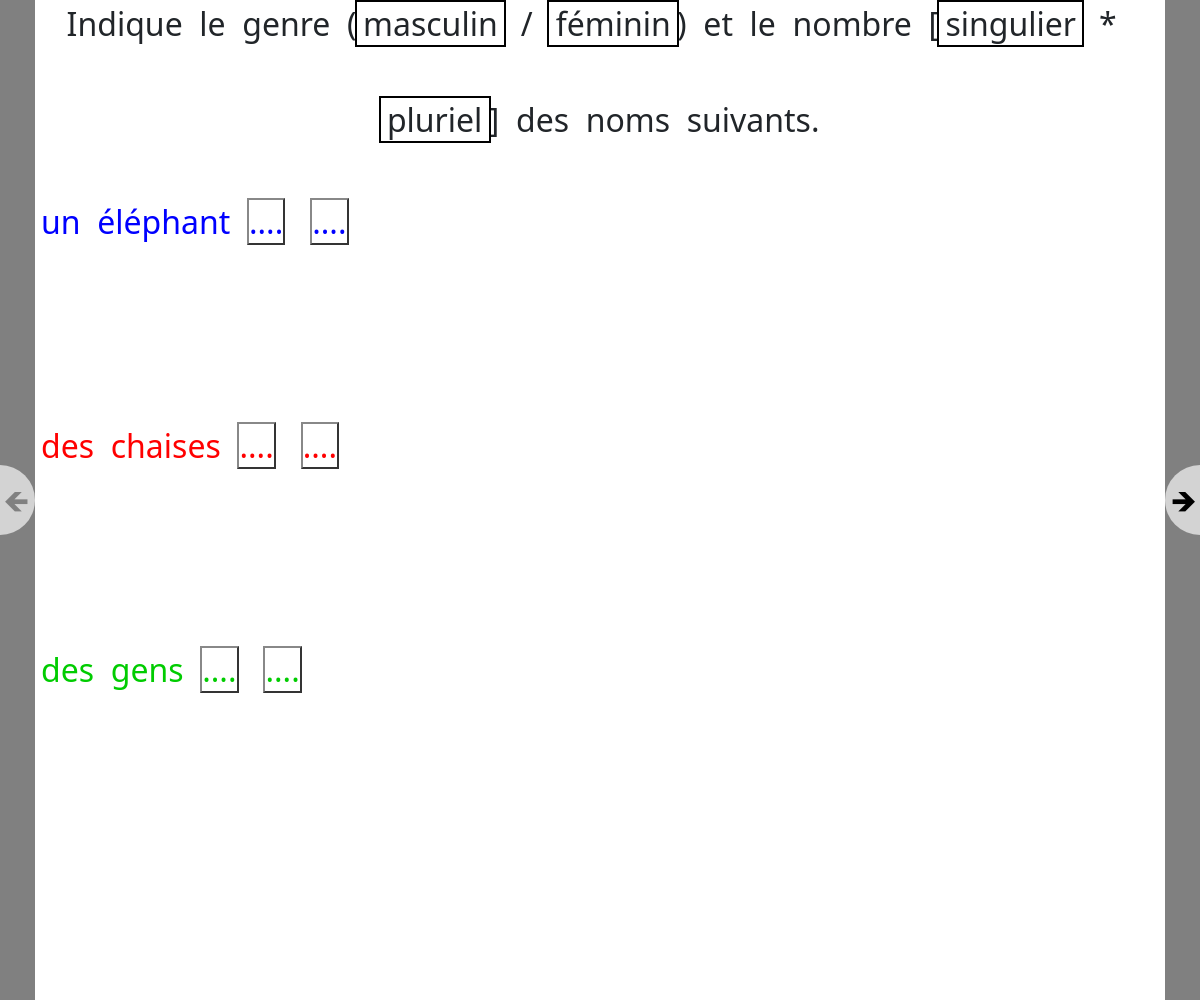 Indique le genre (masculin / féminin) et le nombre [singulier *
pluriel] des noms suivants.
un éléphant .... ....
des chaises .... ....
des gens .... ....